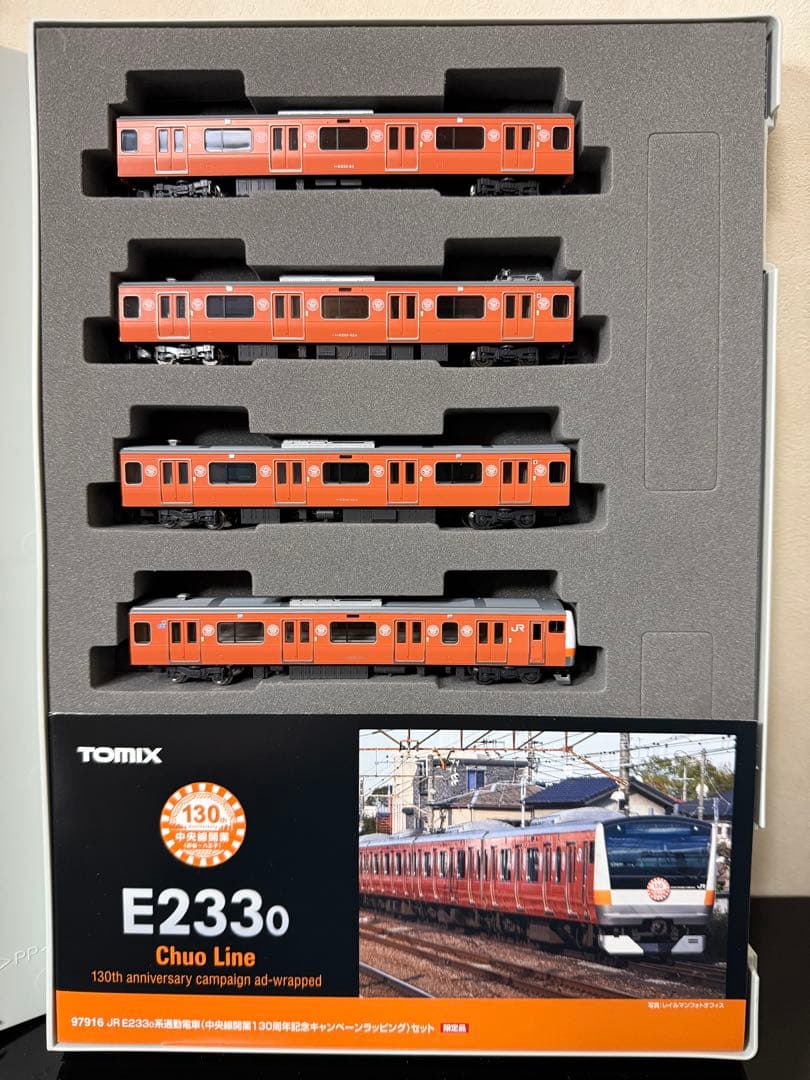 JR
TOMIX
130th
Anniversary
中央線開業
E2330
Chuo Line
130th anniversary campaign ad-wrapped
130
JR
写真：レイルマンフォトオフィス
97916 JR E2330系通勤電車(中央線開業130周年記念キャンペーンラッピング)セット 限定品